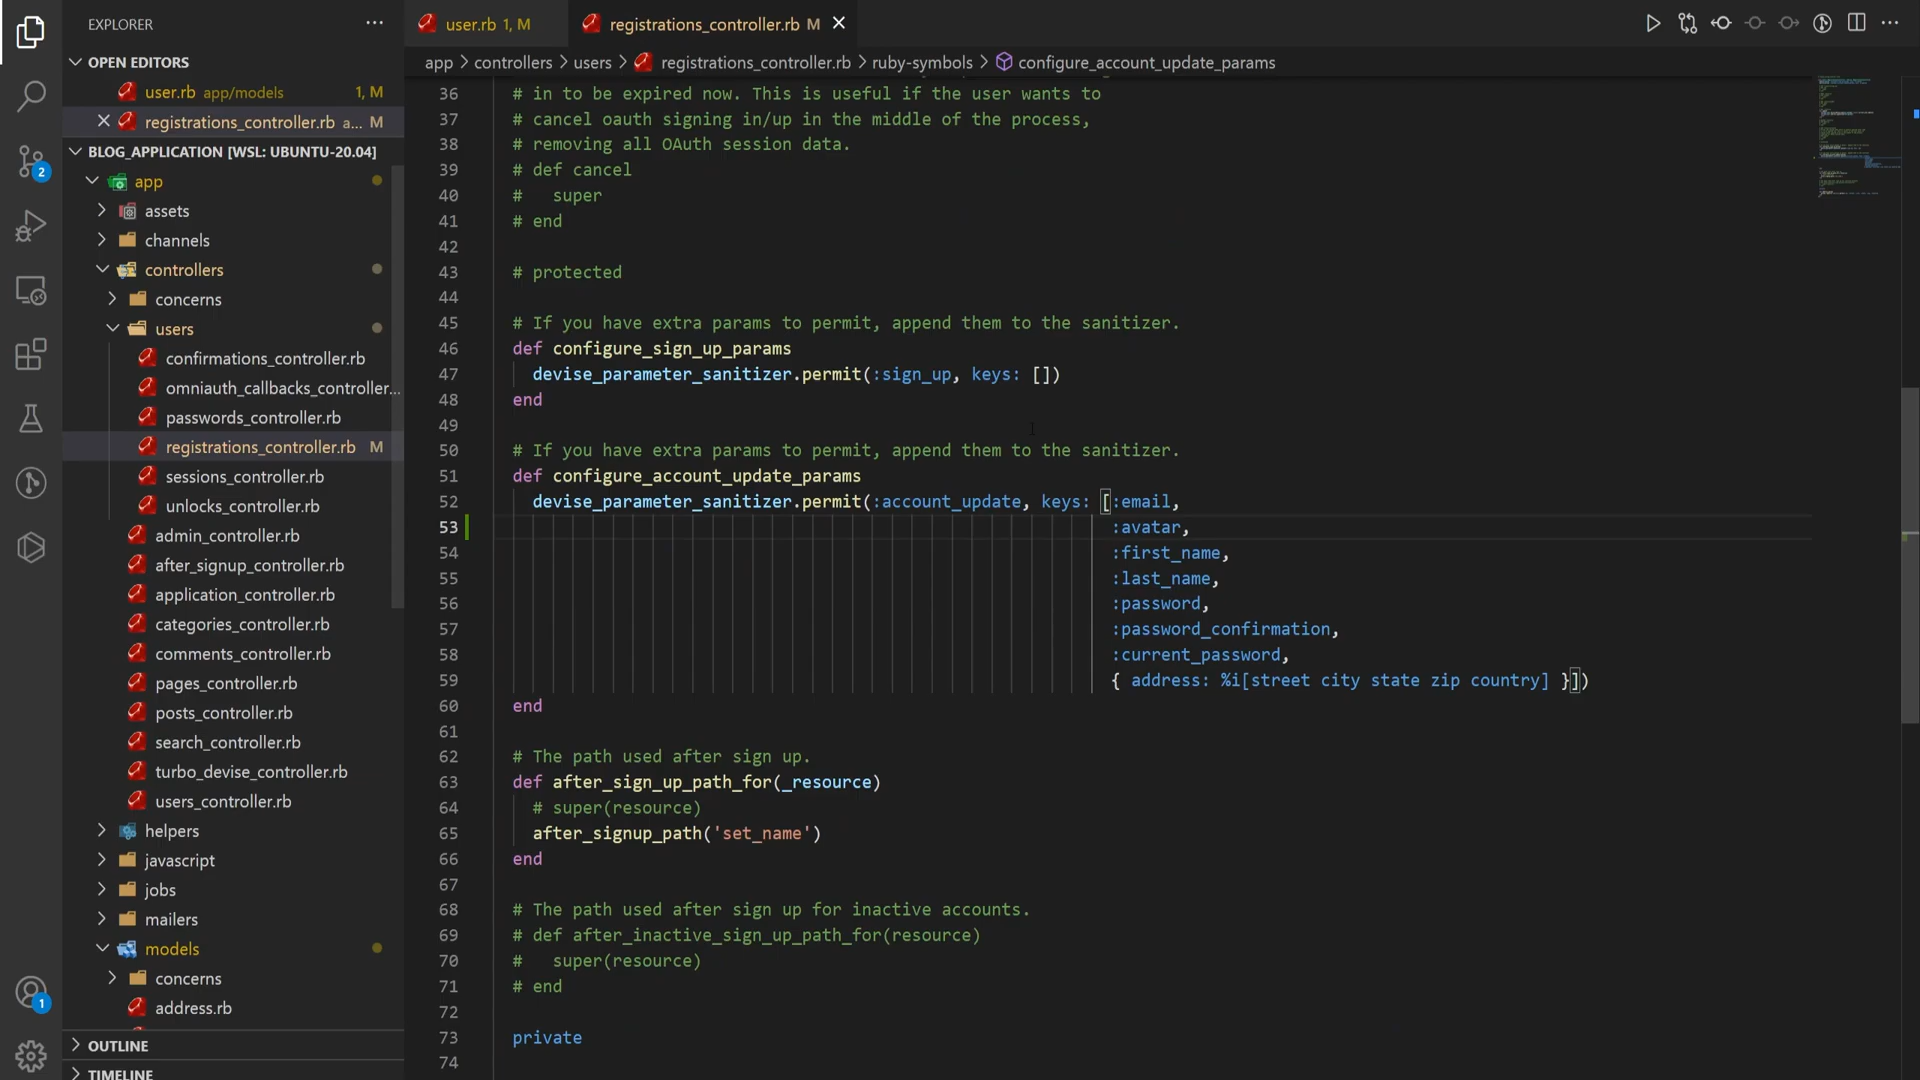 EXPLORER
OPEN EDITORS
user.rb app/models 1, M
registrations_controller.rb a... M
BLOG_APPLICATION [WSL: UBUNTU-20.04]
app
assets
channels
controllers
concerns
users
confirmations_controller.rb
omniauth_callbacks_controller...
passwords_controller.rb
registrations_controller.rb M
sessions_controller.rb
unlocks_controller.rb
admin_controller.rb
after_signup_controller.rb
application_controller.rb
categories_controller.rb
comments_controller.rb
pages_controller.rb
posts_controller.rb
search_controller.rb
turbo_devise_controller.rb
users_controller.rb
helpers
javascript
jobs
mailers
models
concerns
address.rb
OUTLINE
TIMELINE
2
1
user.rb 1, M
registrations_controller.rb M
app > controllers > users > registrations_controller.rb > ruby-symbols > configure_account_update_params
36 # in to be expired now. This is useful if the user wants to
37 # cancel oauth signing in/up in the middle of the process,
38 # removing all OAuth session data.
39 # def cancel
40 #   super
41 # end
42
43 # protected
44
45 # If you have extra params to permit, append them to the sanitizer.
46 def configure_sign_up_params
47   devise_parameter_sanitizer.permit(:sign_up, keys: [])
48 end
49
50 # If you have extra params to permit, append them to the sanitizer.
51 def configure_account_update_params
52   devise_parameter_sanitizer.permit(:account_update, keys: [:email,
53 :avatar,
54 :first_name,
55 :last_name,
56 :password,
57 :password_confirmation,
58 :current_password,
59 { address: %i[street city state zip country] }])
60 end
61
62 # The path used after sign up.
63 def after_sign_up_path_for(_resource)
64   # super(resource)
65   after_signup_path('set_name')
66 end
67
68 # The path used after sign up for inactive accounts.
69 # def after_inactive_sign_up_path_for(resource)
70 #   super(resource)
71 # end
72
73 private
74